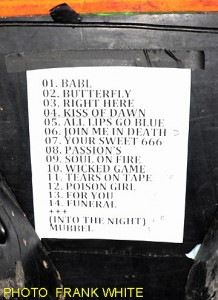 01. BABL
02. BUTTERFLY
03. RIGHT HERE
04. KISS OF DAWN
05. ALL LIPS GO BLUE
06. JOIN ME IN DEATH
07. YOUR SWEET 666
08. PASSION'S
09. SOUL ON FIRE
10. WICKED GAME
11. TEARS ON TAPE
12. POISON GIRL
13. FOR YOU
14. FUNERAL
+++
(INTO THE NIGHT)
MURREL
PHOTO FRANK WHITE